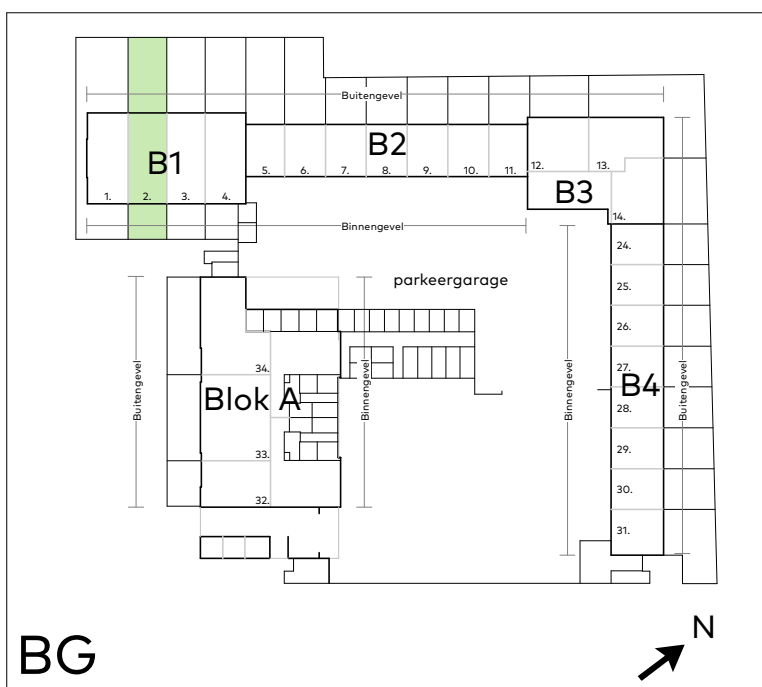 Buitengevel
B1
B2
1.
2.
3.
4.
5.
6.
7.
8.
9.
10.
11.
12.
13.
B3
14.
Binnengevel
24.
parkeergarage
25.
26.
Buitengevel
34.
Binnengevel
Binnengevel
27.
B4
Buitengevel
Blok A
28.
33.
29.
32.
30.
31.
BG
N